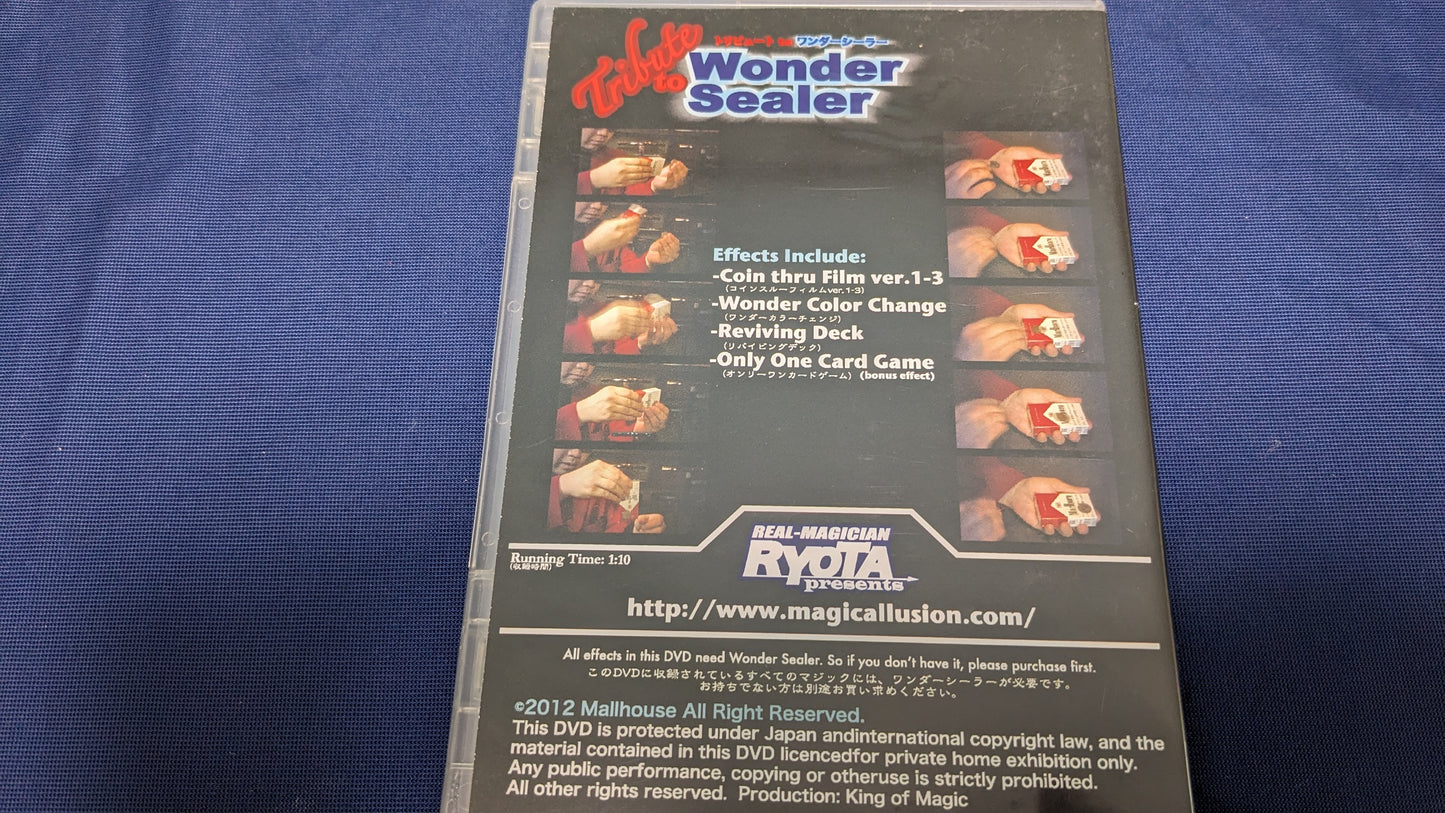 Tribute to
トリビュート to ワンダーシーラー
Wonder
Sealer
Effects Include:
-Coin thru Film ver.1-3
(コインスルーフィルムver.1-3)
-Wonder Color Change
(ワンダーカラーチェンジ)
-Reviving Deck
(リバイビングデック)
-Only One Card Game
(オンリーワンカードゲーム) (bonus effect)
Running Time: 1:10
(収録時間)
REAL-MAGICIAN
RYOTA
presents
http://www.magicallusion.com/
All effects in this DVD need Wonder Sealer. So if you don't have it, please purchase first.
このDVDに収録されているすべてのマジックには、ワンダーシーラーが必要です。
お持ちでない方は別途お買い求めください。
©2012 Mallhouse All Right Reserved.
This DVD is protected under Japan andinternational copyright law, and the
material contained in this DVD licencedfor private home exhibition only.
Any public performance, copying or otheruse is strictly prohibited.
All other rights reserved. Production: King of Magic